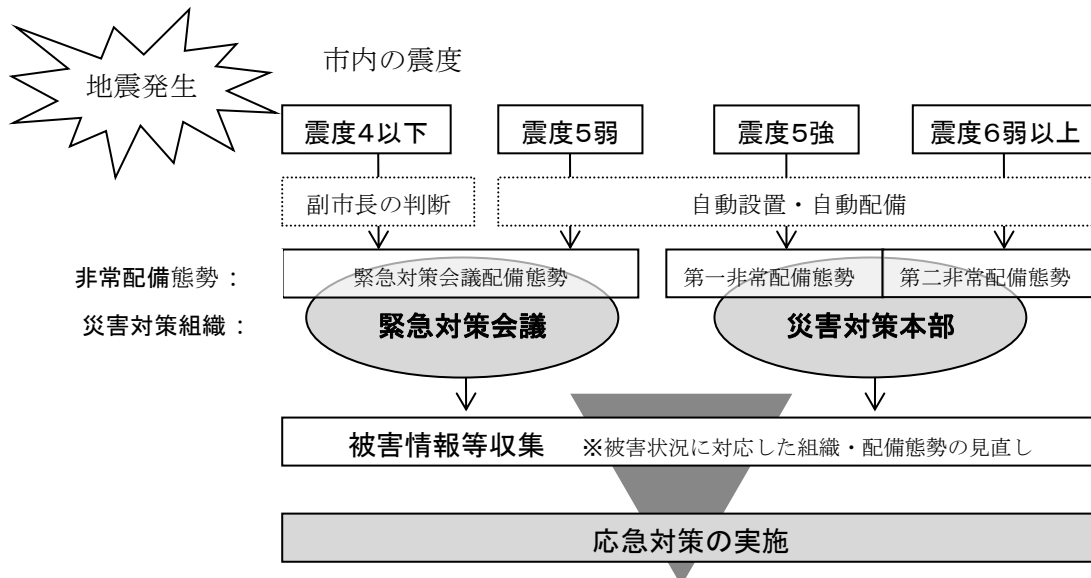 地震発生
市内の震度
震度4以下
震度5弱
震度5強
震度6弱以上
副市長の判断
自動設置・自動配備
非常配備態勢：
緊急対策会議配備態勢
第一非常配備態勢
第二非常配備態勢
災害対策組織：
緊急対策会議
災害対策本部
被害情報等収集 ※被害状況に対応した組織・配備態勢の見直し
応急対策の実施